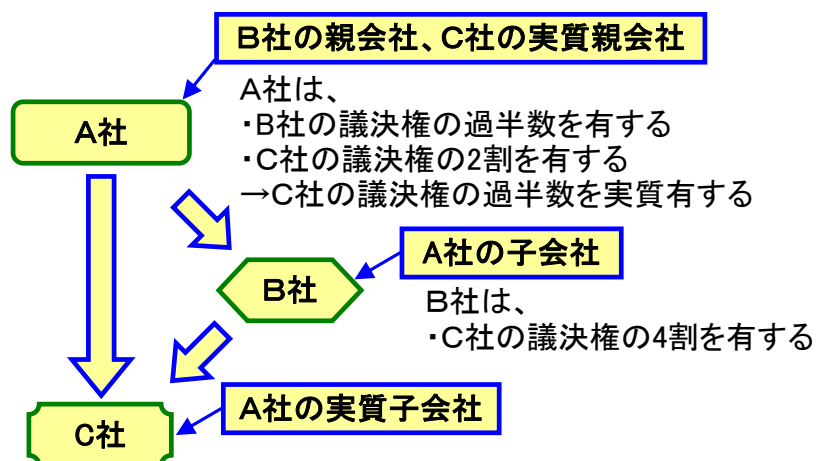 B社の親会社、C社の実質親会社
A社は、
A社
・B社の議決権の過半数を有する
・C社の議決権の2割を有する
→C社の議決権の過半数を実質有する
A社の子会社
B社
B社は、
・C社の議決権の4割を有する
A社の実質子会社
C社